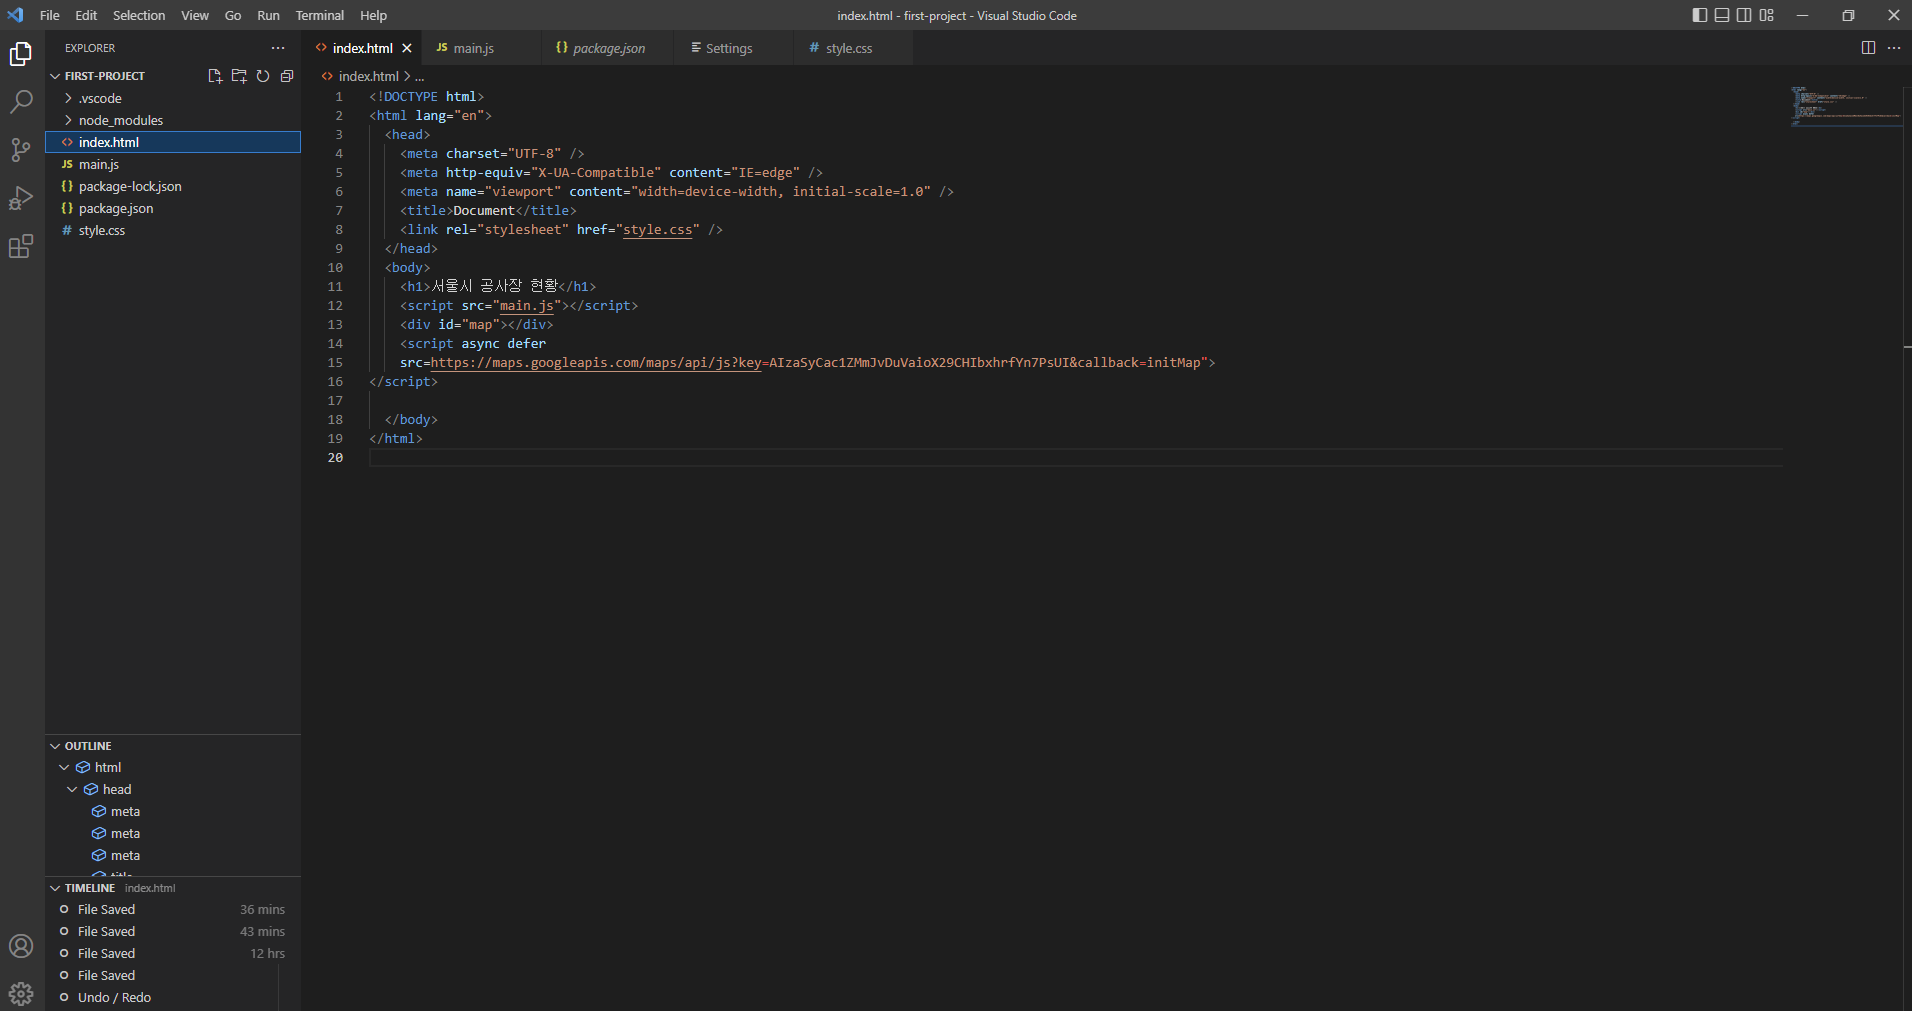 File Edit Selection View Go Run Terminal Help
index.html - first-project - Visual Studio Code
EXPLORER
FIRST-PROJECT
.vscode
node_modules
index.html
main.js
package-lock.json
package.json
style.css
index.html main.js package.json Settings style.css
index.html > ...
1 <!DOCTYPE html>
2 <html lang="en">
3 <head>
4 <meta charset="UTF-8" />
5 <meta http-equiv="X-UA-Compatible" content="IE=edge" />
6 <meta name="viewport" content="width=device-width, initial-scale=1.0" />
7 <title>Document</title>
8 <link rel="stylesheet" href="style.css" />
9 </head>
10 <body>
11 <h1>서울시 공사장 현황</h1>
12 <script src="main.js"></script>
13 <div id="map"></div>
14 <script async defer
15 src=https://maps.googleapis.com/maps/api/js?key=AIzaSyCac1ZMmJvDuVaioX29CHIbxhrfYn7PsUI&callback=initMap">
16 </script>
17
18 </body>
19 </html>
20
OUTLINE
html
head
meta
meta
meta
title
TIMELINE index.html
File Saved 36 mins
File Saved 43 mins
File Saved 12 hrs
File Saved
Undo / Redo